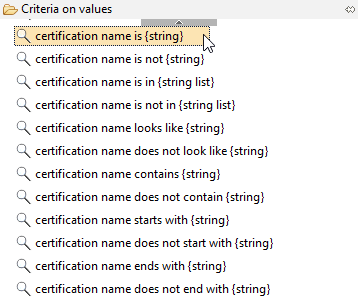 Criteria on values
certification name is {string}
certification name is not {string}
certification name is in {string list}
certification name is not in {string list}
certification name looks like {string}
certification name does not look like {string}
certification name contains {string}
certification name does not contain {string}
certification name starts with {string}
certification name does not start with {string}
certification name ends with {string}
certification name does not end with {string}